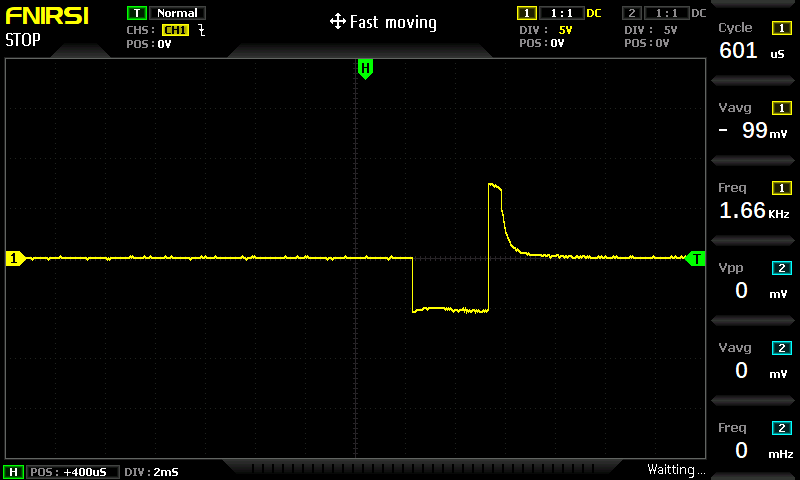 FNIRSI
STOP
T Normal
CHS: CH1
POS: 0V
Fast moving
1 1:1 DC
DIV: 5V
POS: 0V
2 1:1 DC
DIV: 5V
POS: 0V
H
1
T
Cycle 1
601 uS
Vavg 1
- 99 mV
Freq 1
1.66 KHz
Vpp 2
0 mV
Vavg 2
0 mV
Freq 2
0 mHz
H POS: +400uS DIV: 2mS
Waitting...